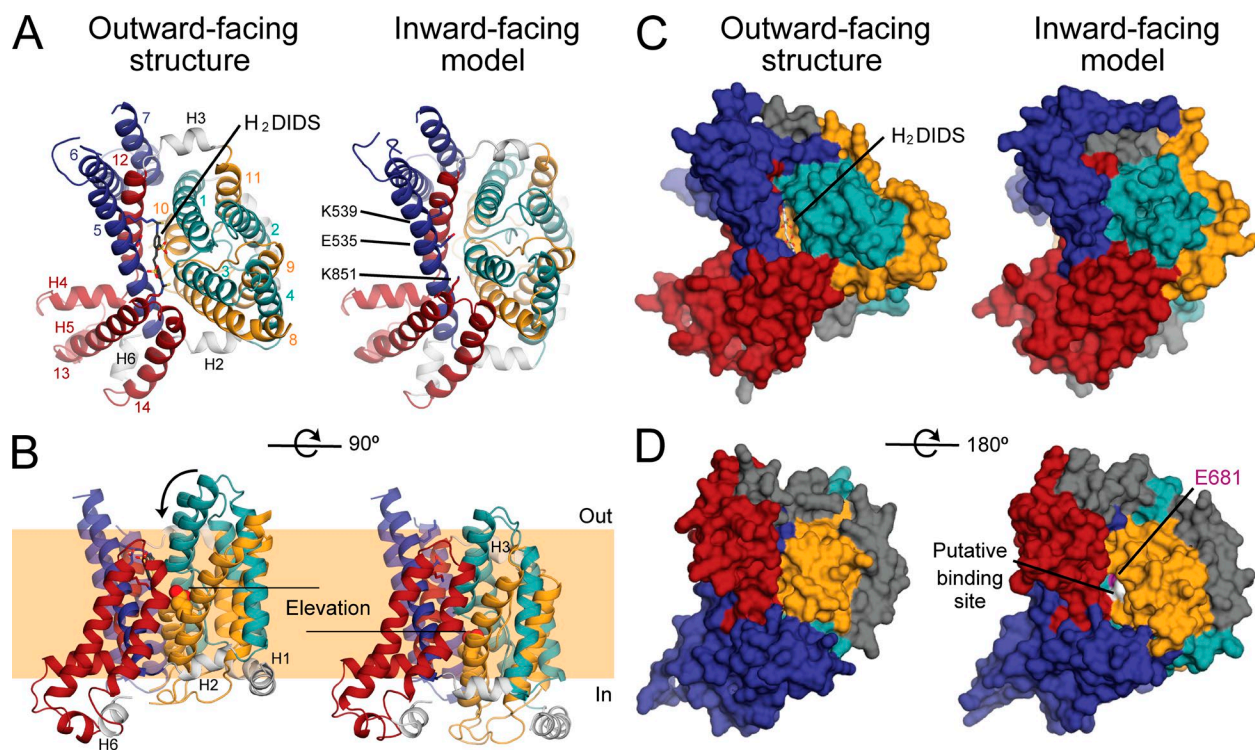 A
Outward-facing
structure
Inward-facing
model
H3
H₂DIDS
7
6
12
11
10
1
5
2
3
9
4
H4
H5
H6
H2
8
13
14
K539
E535
K851
B
90º
Out
Elevation
H3
H1
H2
In
H6
C
Outward-facing
structure
Inward-facing
model
H₂DIDS
D
180º
E681
Putative
binding
site